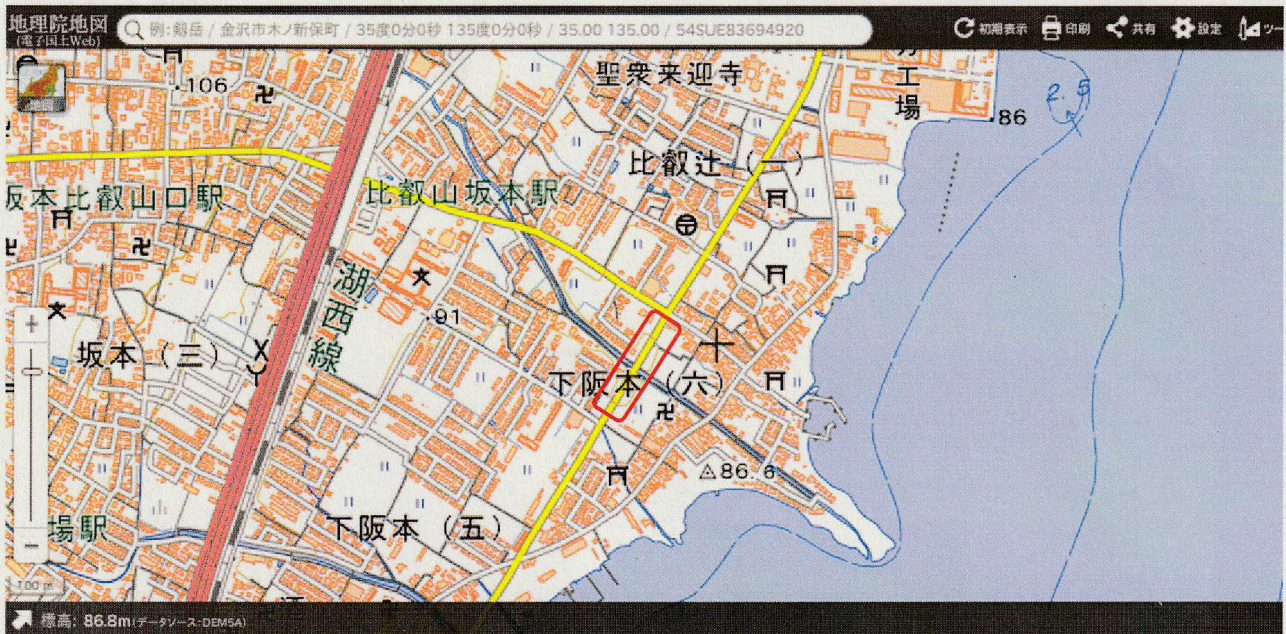 地理院地図
(電子国土Web)
例: 剱岳 / 金沢市木ノ新保町 / 35度0分0秒 135度0分0秒 / 35.00 135.00 / 54SUE83694920
初期表示
印刷
共有
設定
ツー
地図
106
聖衆来迎寺
工場
2.5
86
比叡辻(一)
阪本比叡山口駅
比叡山坂本駅
湖西線
91
坂本(三)
下阪本(六)
86.6
場駅
下阪本(五)
100 m
標高: 86.8m(データソース:DEM5A)